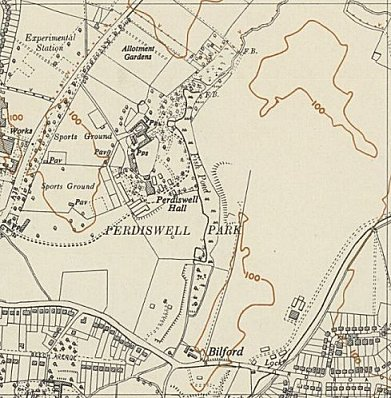 Experimental
Station
Allotment
Gardens
F.B.
F.B.
100
Works
Sports Ground
Pav
Pav
Sports Ground
Pav
Fish Pond
Perdiswell
Hall
PERDISWELL PARK
100
100
100
Bilford
Lock
100